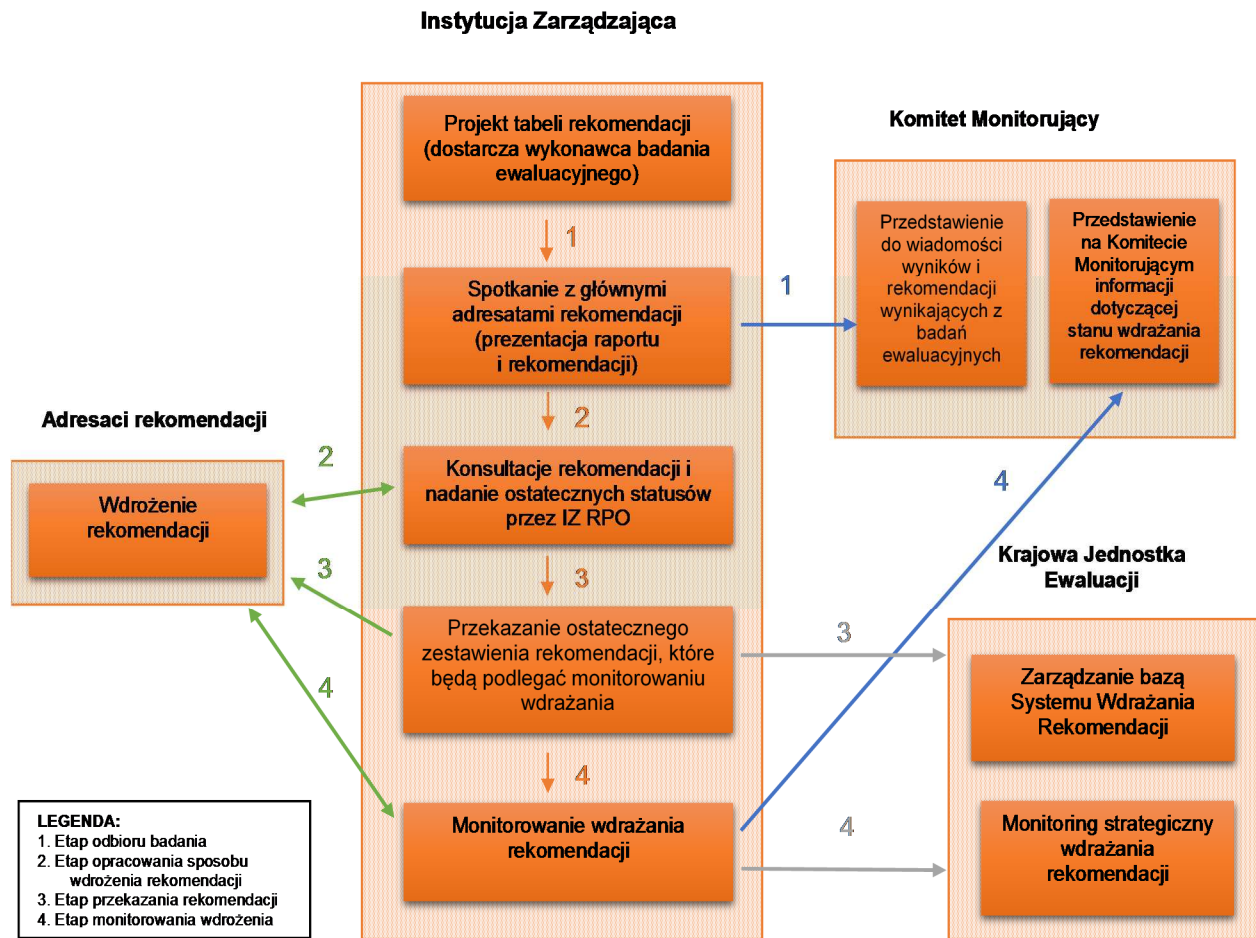 Instytucja Zarządzająca
Projekt tabeli rekomendacji
(dostarcza wykonawca badania
ewaluacyjnego)
1
Spotkanie z głównymi
adresatami rekomendacji
(prezentacja raportu
i rekomendacji)
2
Konsultacje rekomendacji i
nadanie ostatecznych statusów
przez IZ RPO
3
Przekazanie ostatecznego
zestawienia rekomendacji, które
będą podlegać monitorowaniu
wdrażania
4
Monitorowanie wdrażania
rekomendacji
Komitet Monitorujący
1
Przedstawienie
do wiadomości
wyników i
rekomendacji
wynikających z
badań
ewaluacyjnych
Przedstawienie
na Komitecie
Monitorującym
informacji
dotyczącej
stanu wdrażania
rekomendacji
4
Adresaci rekomendacji
Wdrożenie
rekomendacji
2
3
4
Krajowa Jednostka
Ewaluacji
3
Zarządzanie bazą
Systemu Wdrażania
Rekomendacji
4
Monitoring strategiczny
wdrażania
rekomendacji
LEGENDA:
1. Etap odbioru badania
2. Etap opracowania sposobu
wdrożenia rekomendacji
3. Etap przekazania rekomendacji
4. Etap monitorowania wdrożenia